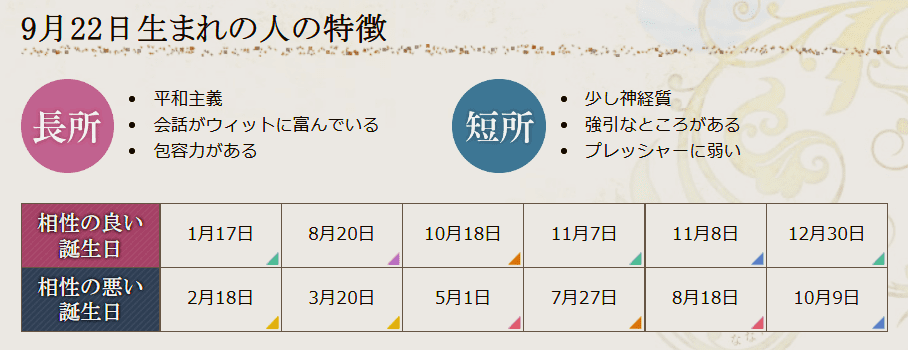 9月22日生まれの人の特徴
長所
平和主義
会話がウィットに富んでいる
包容力がある
短所
少し神経質
強引なところがある
プレッシャーに弱い
相性の良い
誕生日
1月17日 8月20日 10月18日 11月7日 11月8日 12月30日
相性の悪い
誕生日
2月18日 3月20日 5月1日 7月27日 8月18日 10月9日